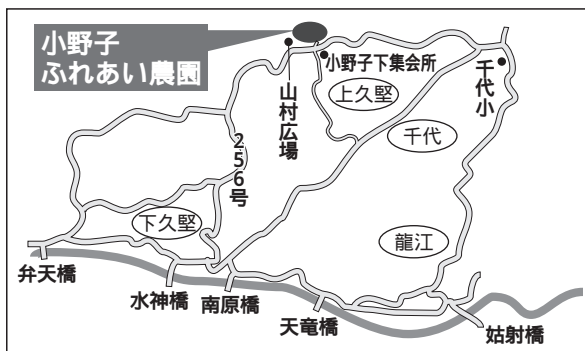 小野子
ふれあい農園
小野子下集会所
山村広場
上久堅
千代小
千代
256号
下久堅
龍江
弁天橋
水神橋
南原橋
天竜橋
姑射橋